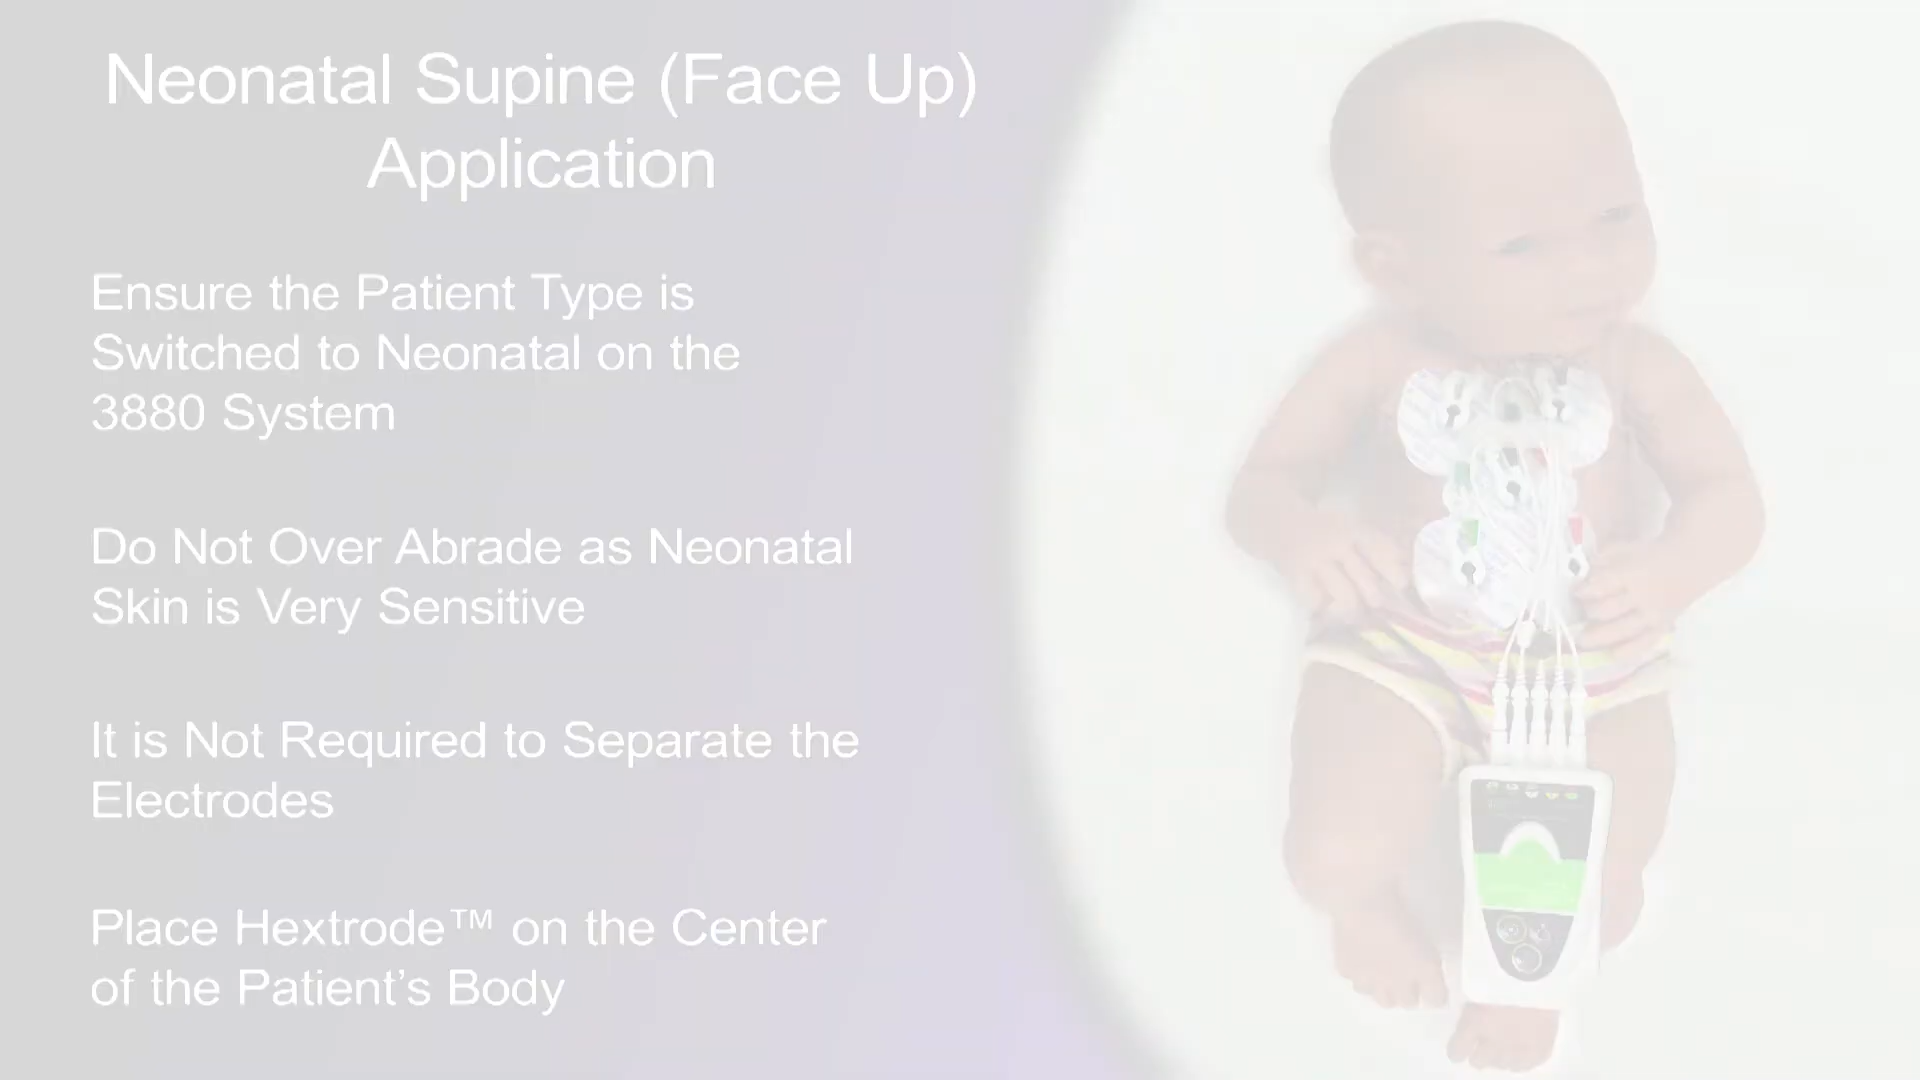 Neonatal Supine (Face Up)
Application
Ensure the Patient Type is
Switched to Neonatal on the
3880 System
Do Not Over Abrade as Neonatal
Skin is Very Sensitive
It is Not Required to Separate the
Electrodes
Place Hextrode™ on the Center
of the Patient’s Body